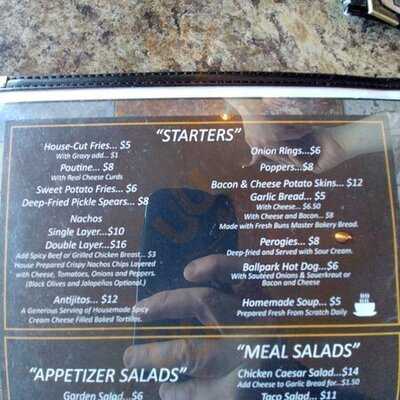 "STARTERS"
House-Cut Fries... $5
With Gravy add... $1
Poutine... $8
With Real Cheese Curds
Sweet Potato Fries... $6
Deep-Fried Pickle Spears... $8
Nachos
Single Layer...$10
Double Layer...$16
Add Spicy Beef or Grilled Chicken Breast... $3
House Prepared Crispy Nachos Chips Layered
with Cheese, Tomatoes, Onions and Peppers.
(Black Olives and Jalapeños Optional.)
Antijitos... $12
A Generous Serving of Housemade Spicy
Cream Cheese Filled Baked Tortillas.
Onion Rings...$6
Poppers...$8
Bacon & Cheese Potato Skins... $12
Garlic Bread... $5
With Cheese... $6.50
With Cheese and Bacon... $8
Made with Fresh Buns Master Bakery Bread.
Perogies... $8
Deep-fried and Served with Sour Cream.
Ballpark Hot Dog...$6
With Sautéed Onions & Sauerkraut or
Bacon and Cheese
Homemade Soup... $5
Prepared Fresh From Scratch Daily
"APPETIZER SALADS"
Garden Salad...$6
"MEAL SALADS"
Chicken Caesar Salad...$14
Add Cheese to Garlic Bread for...$1.50
Taco Salad... $11